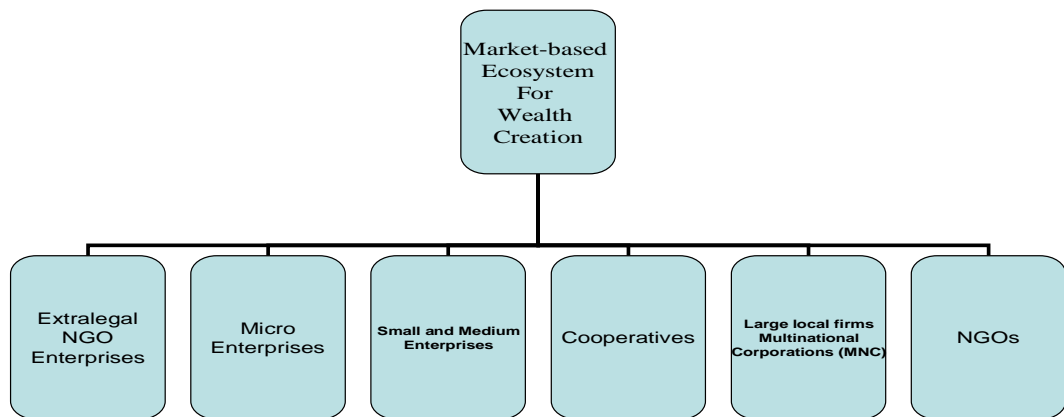 Market-based
Ecosystem
For
Wealth
Creation
Extralegal
NGO
Enterprises
Micro
Enterprises
Small and Medium
Enterprises
Cooperatives
Large local firms
Multinational
Corporations (MNC)
NGOs